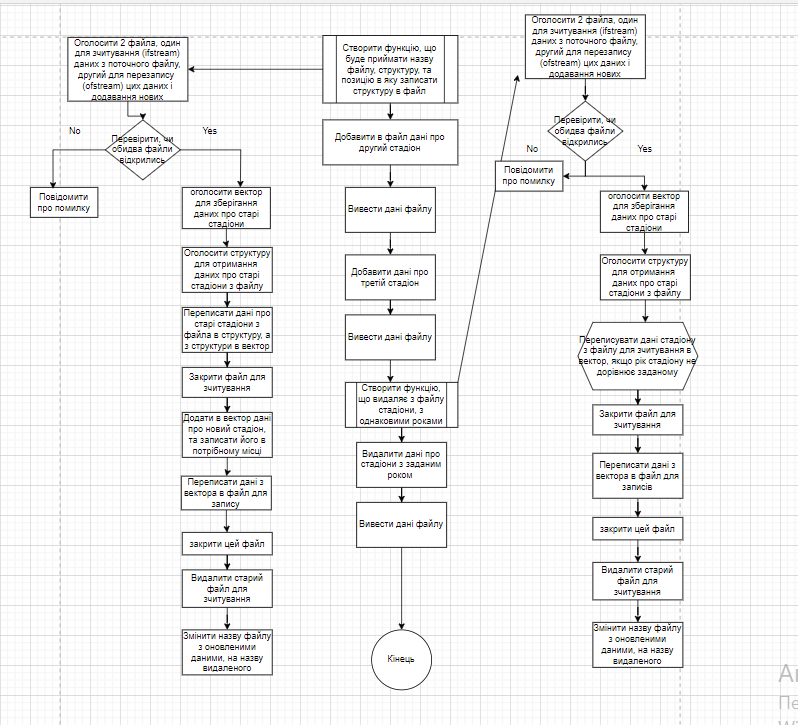 Оголосити 2 файла, один
для зчитування (ifstream)
даних з поточного файлу,
другий для перезапису
(ofstream) цих даних і
додавання нових
No
Перевірити, чи
обидва файли
відкрились
Yes
Повідомити
про помилку
оголосити вектор
для зберігання
даних про старі
стадіони
Оголосити структуру
для отримання
даних про старі
стадіони з файлу
Переписати дані про
старі стадіони з
файла в структуру, а
з структури в вектор
Закрити файл для
зчитування
Додати в вектор дані
про новий стадіон,
та записати його в
потрібному місці
Переписати дані з
вектора в файл для
запису
закрити цей файл
Видалити старий
файл для
зчитування
Змінити назву файлу
з оновленими
даними, на назву
видаленого
Створити функцію, що
буде приймати назву
файлу, структуру, та
позицію в яку записати
структуру в файл
Добавити в файл дані про
другий стадіон
Вивести дані файлу
Добавити дані про
третій стадіон
Вивести дані файлу
Створити функцію,
що видаляє з файлу
стадіони, з
однаковими роками
Видалити дані про
стадіони з заданим
роком
Вивести дані файлу
Кінець
Оголосити 2 файла, один
для зчитування (ifstream)
даних з поточного файлу,
другий для перезапису
(ofstream) цих даних і
додавання нових
Перевірити, чи
обидва файли
відкрились
No
Yes
Повідомити
про помилку
оголосити вектор
для зберігання
даних про старі
стадіони
Оголосити структуру
для отримання
даних про старі
стадіони з файлу
Переписувати дані стадіону
з файлу для зчитування в
вектор, якщо рік стадіону не
дорівнює заданому
Закрити файл для
зчитування
Переписати дані з
вектора в файл для
записів
закрити цей файл
Видалити старий
файл для
зчитування
Змінити назву файлу
з оновленими
даними, на назву
видаленого